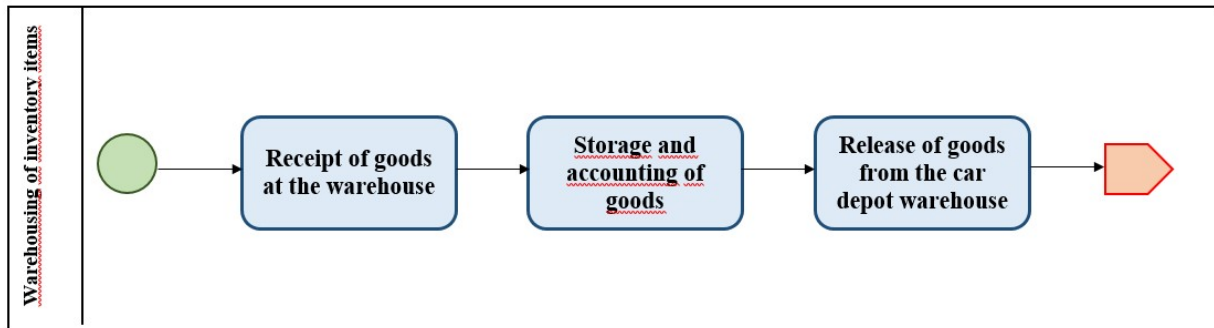 Warehousing of inventory items
Receipt of goods
at the warehouse
Storage and
accounting of
goods
Release of goods
from the car
depot warehouse